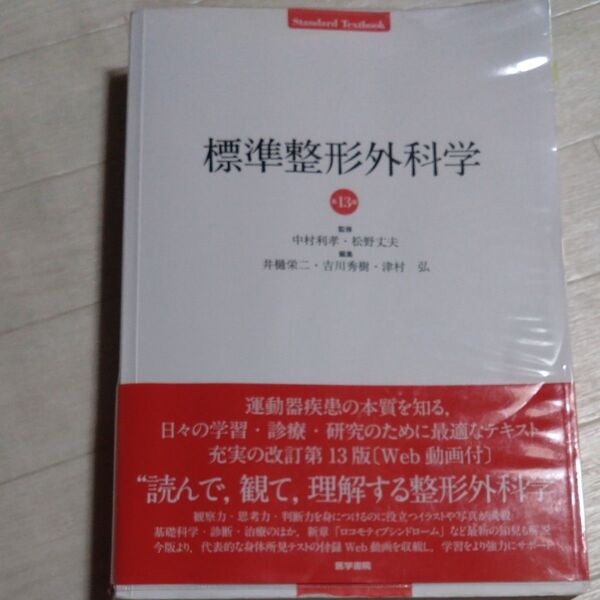 Standard Textbook
標準整形外科学
第13版
監修
中村利孝・松野丈夫
編集
井樋栄二・吉川秀樹・津村 弘
運動器疾患の本質を知る,
日々の学習・診療・研究のために最適なテキスト
充実の改訂第13版〔Web動画付〕
“読んで, 観て, 理解する整形外科学
観察力・思考力・判断力を身につけるのに役立つイラストや写真が満載
基礎科学・診断・治療のほか, 新章「ロコモティブシンドローム」など最新の知見も解説
今版より, 代表的な身体所見テストの付録Web動画を収載し, 学習をより強力にサポート
医学書院